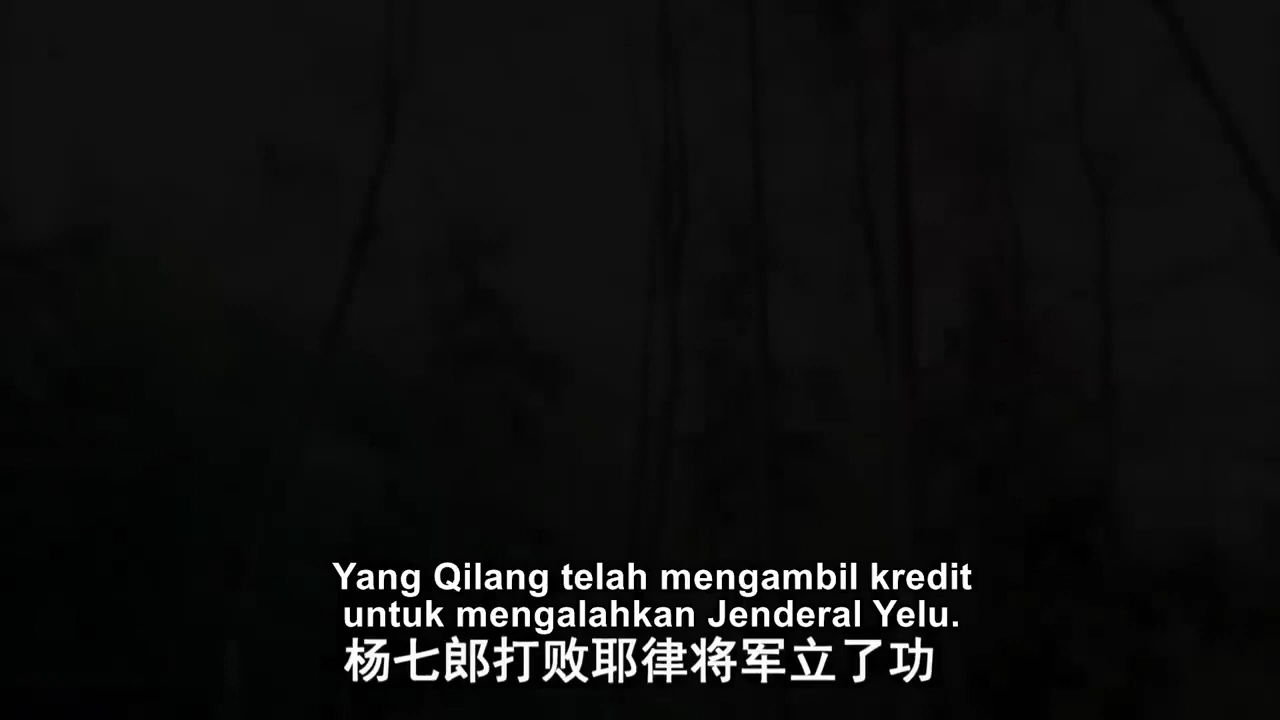 Yang Qilang telah mengambil kredit
untuk mengalahkan Jenderal Yelu.
杨七郎打败耶律将军立了功